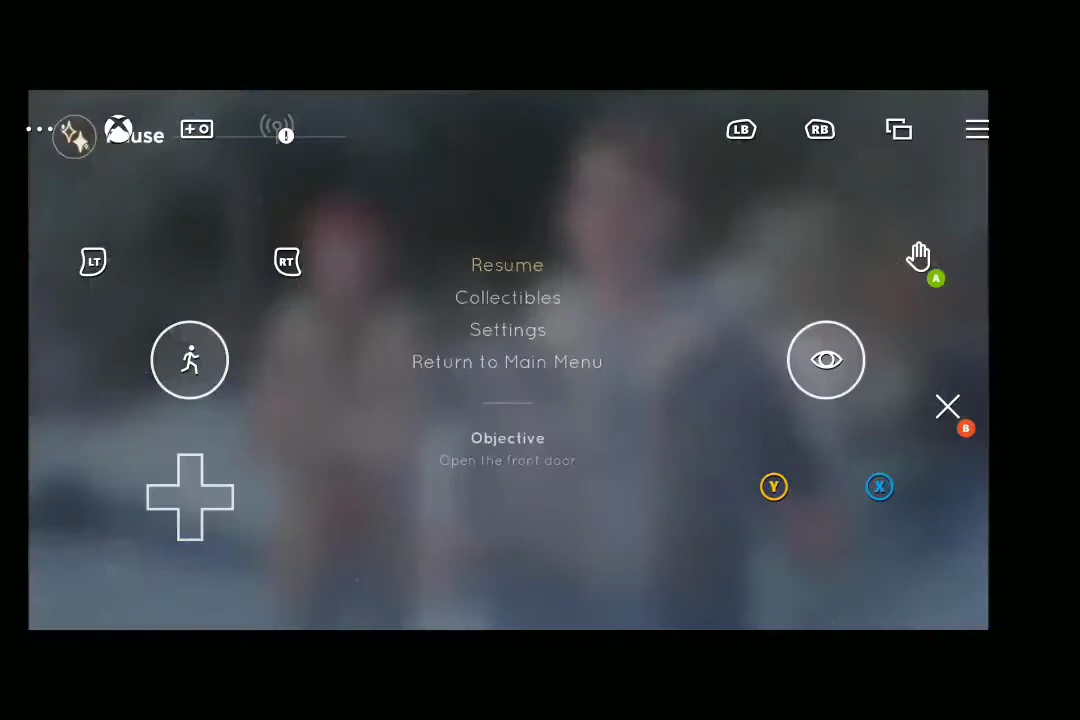 use
LB
RB
LT
RT
Resume
A
Collectibles
Settings
Return to Main Menu
B
Objective
Open the front door
Y
X